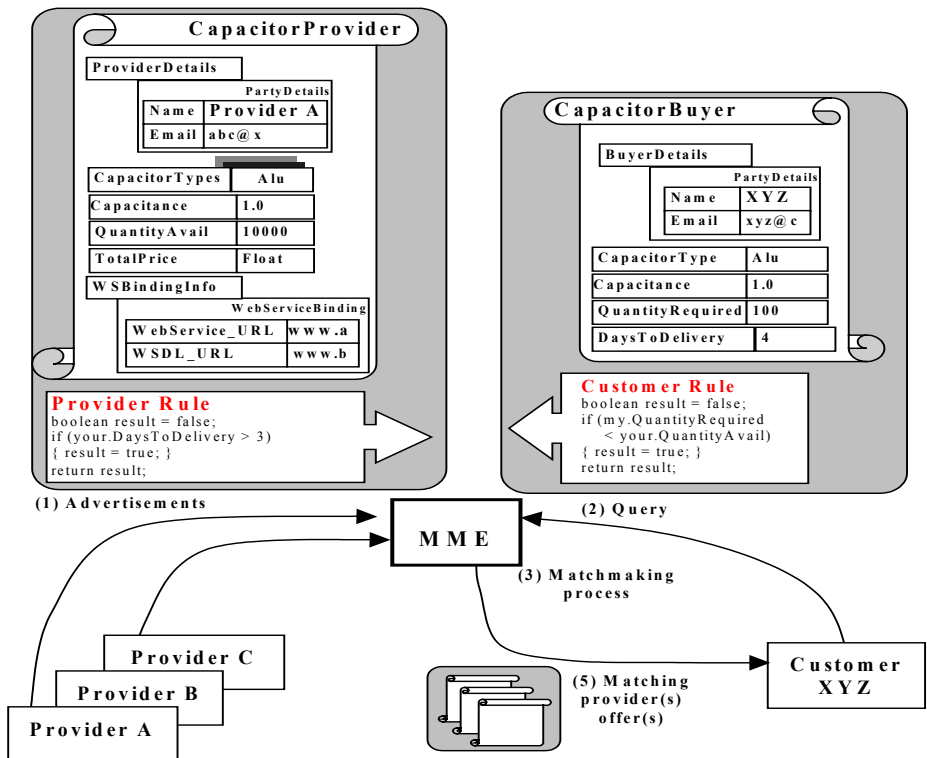 CapacitorProvider
ProviderDetails
PartyDetails
Name Provider A
Email abc@x
CapacitorTypes Alu
Capacitance 1.0
QuantityAvail 10000
TotalPrice Float
WSBindingInfo
WebServiceBinding
WebService_URL www.a
WSDL_URL www.b
Provider Rule
boolean result = false;
if (your.DaysToDelivery > 3)
{ result = true; }
return result;
CapacitorBuyer
BuyerDetails
PartyDetails
Name XYZ
Email xyz@c
CapacitorType Alu
Capacitance 1.0
QuantityRequired 100
DaysToDelivery 4
Customer Rule
boolean result = false;
if (my.QuantityRequired
< your.QuantityAvail)
{ result = true; }
return result;
(1) Advertisements
(2) Query
MME
(3) Matchmaking
process
Provider C
Provider B
Provider A
(5) Matching
provider(s)
offer(s)
Customer
XYZ